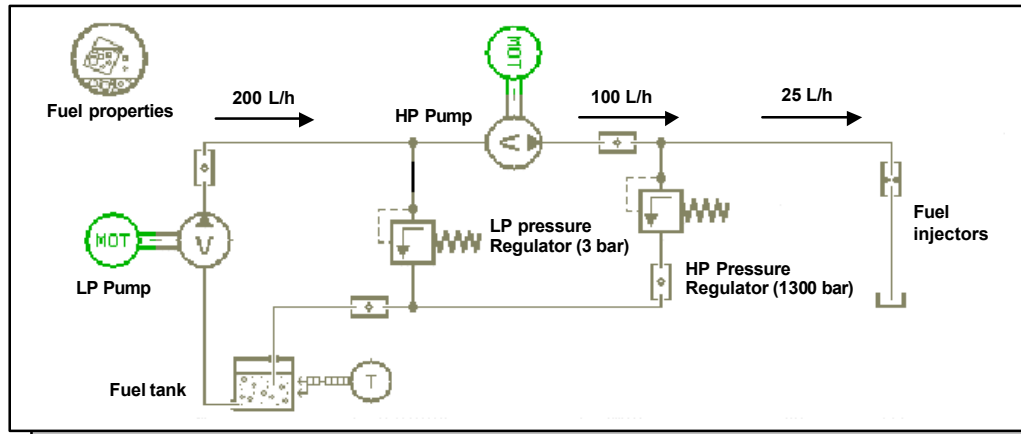 200 L/h
100 L/h
25 L/h
Fuel properties
HP Pump
MOT
LP pressure
Regulator (3 bar)
Fuel
injectors
MOT
LP Pump
V
V
HP Pressure
Regulator (1300 bar)
Fuel tank
T